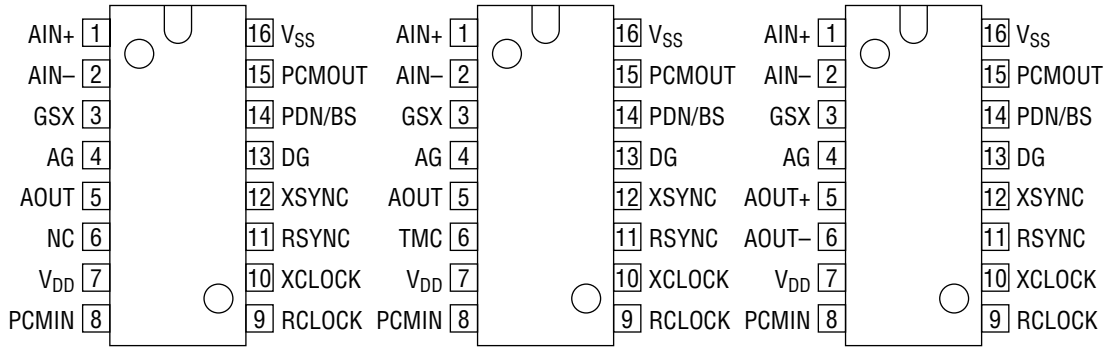 AIN+ 1 16 VSS AIN+ 1 16 VSS AIN+ 1 16 VSS
AIN– 2 15 PCMOUT AIN– 2 15 PCMOUT AIN– 2 15 PCMOUT
GSX 3 14 PDN/BS GSX 3 14 PDN/BS GSX 3 14 PDN/BS
AG 4 13 DG AG 4 13 DG AG 4 13 DG
AOUT 5 12 XSYNC AOUT 5 12 XSYNC AOUT+ 5 12 XSYNC
NC 6 11 RSYNC TMC 6 11 RSYNC AOUT– 6 11 RSYNC
VDD 7 10 XCLOCK VDD 7 10 XCLOCK VDD 7 10 XCLOCK
PCMIN 8 9 RCLOCK PCMIN 8 9 RCLOCK PCMIN 8 9 RCLOCK